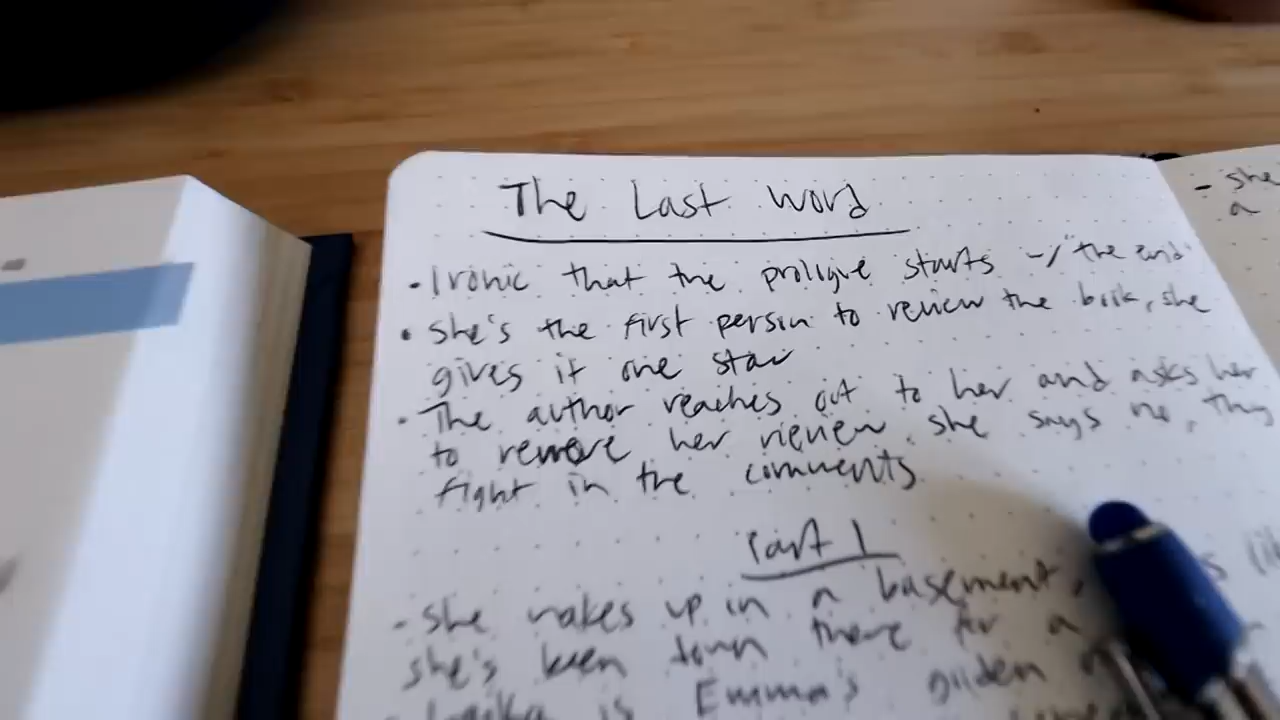 The Last Word
• Ironic that the prologue starts w/ "the end"
• She's the first person to review the book, she
gives it one star
• The author reaches out to her and asks her
to remove her review, she says no, they
fight in the comments
Part 1
- She wakes up in a basement,
she's been down there for a
is Emma's golden
- she
a